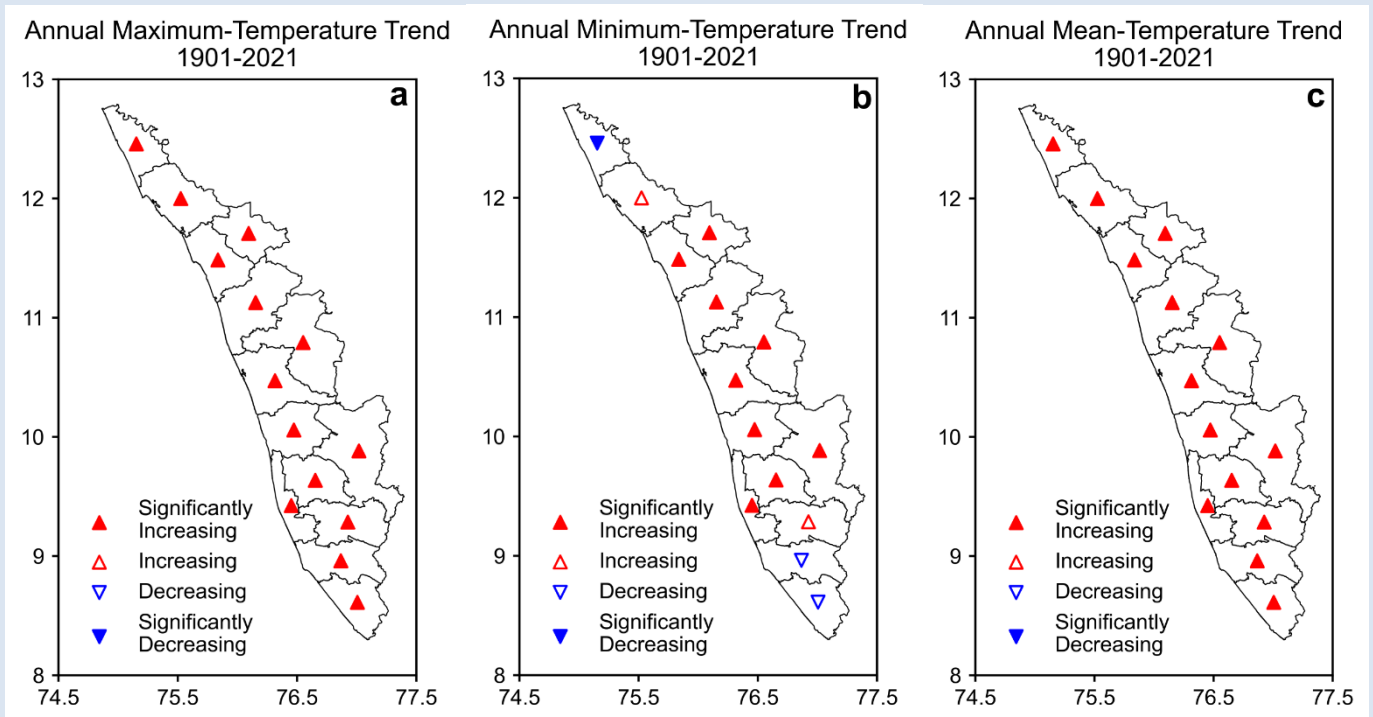 Annual Maximum-Temperature Trend
1901-2021
a
13
12
11
10
9
8
74.5 75.5 76.5 77.5
Significantly
Increasing
Increasing
Decreasing
Significantly
Decreasing
Annual Minimum-Temperature Trend
1901-2021
b
13
12
11
10
9
8
74.5 75.5 76.5 77.5
Significantly
Increasing
Increasing
Decreasing
Significantly
Decreasing
Annual Mean-Temperature Trend
1901-2021
c
13
12
11
10
9
8
74.5 75.5 76.5 77.5
Significantly
Increasing
Increasing
Decreasing
Significantly
Decreasing